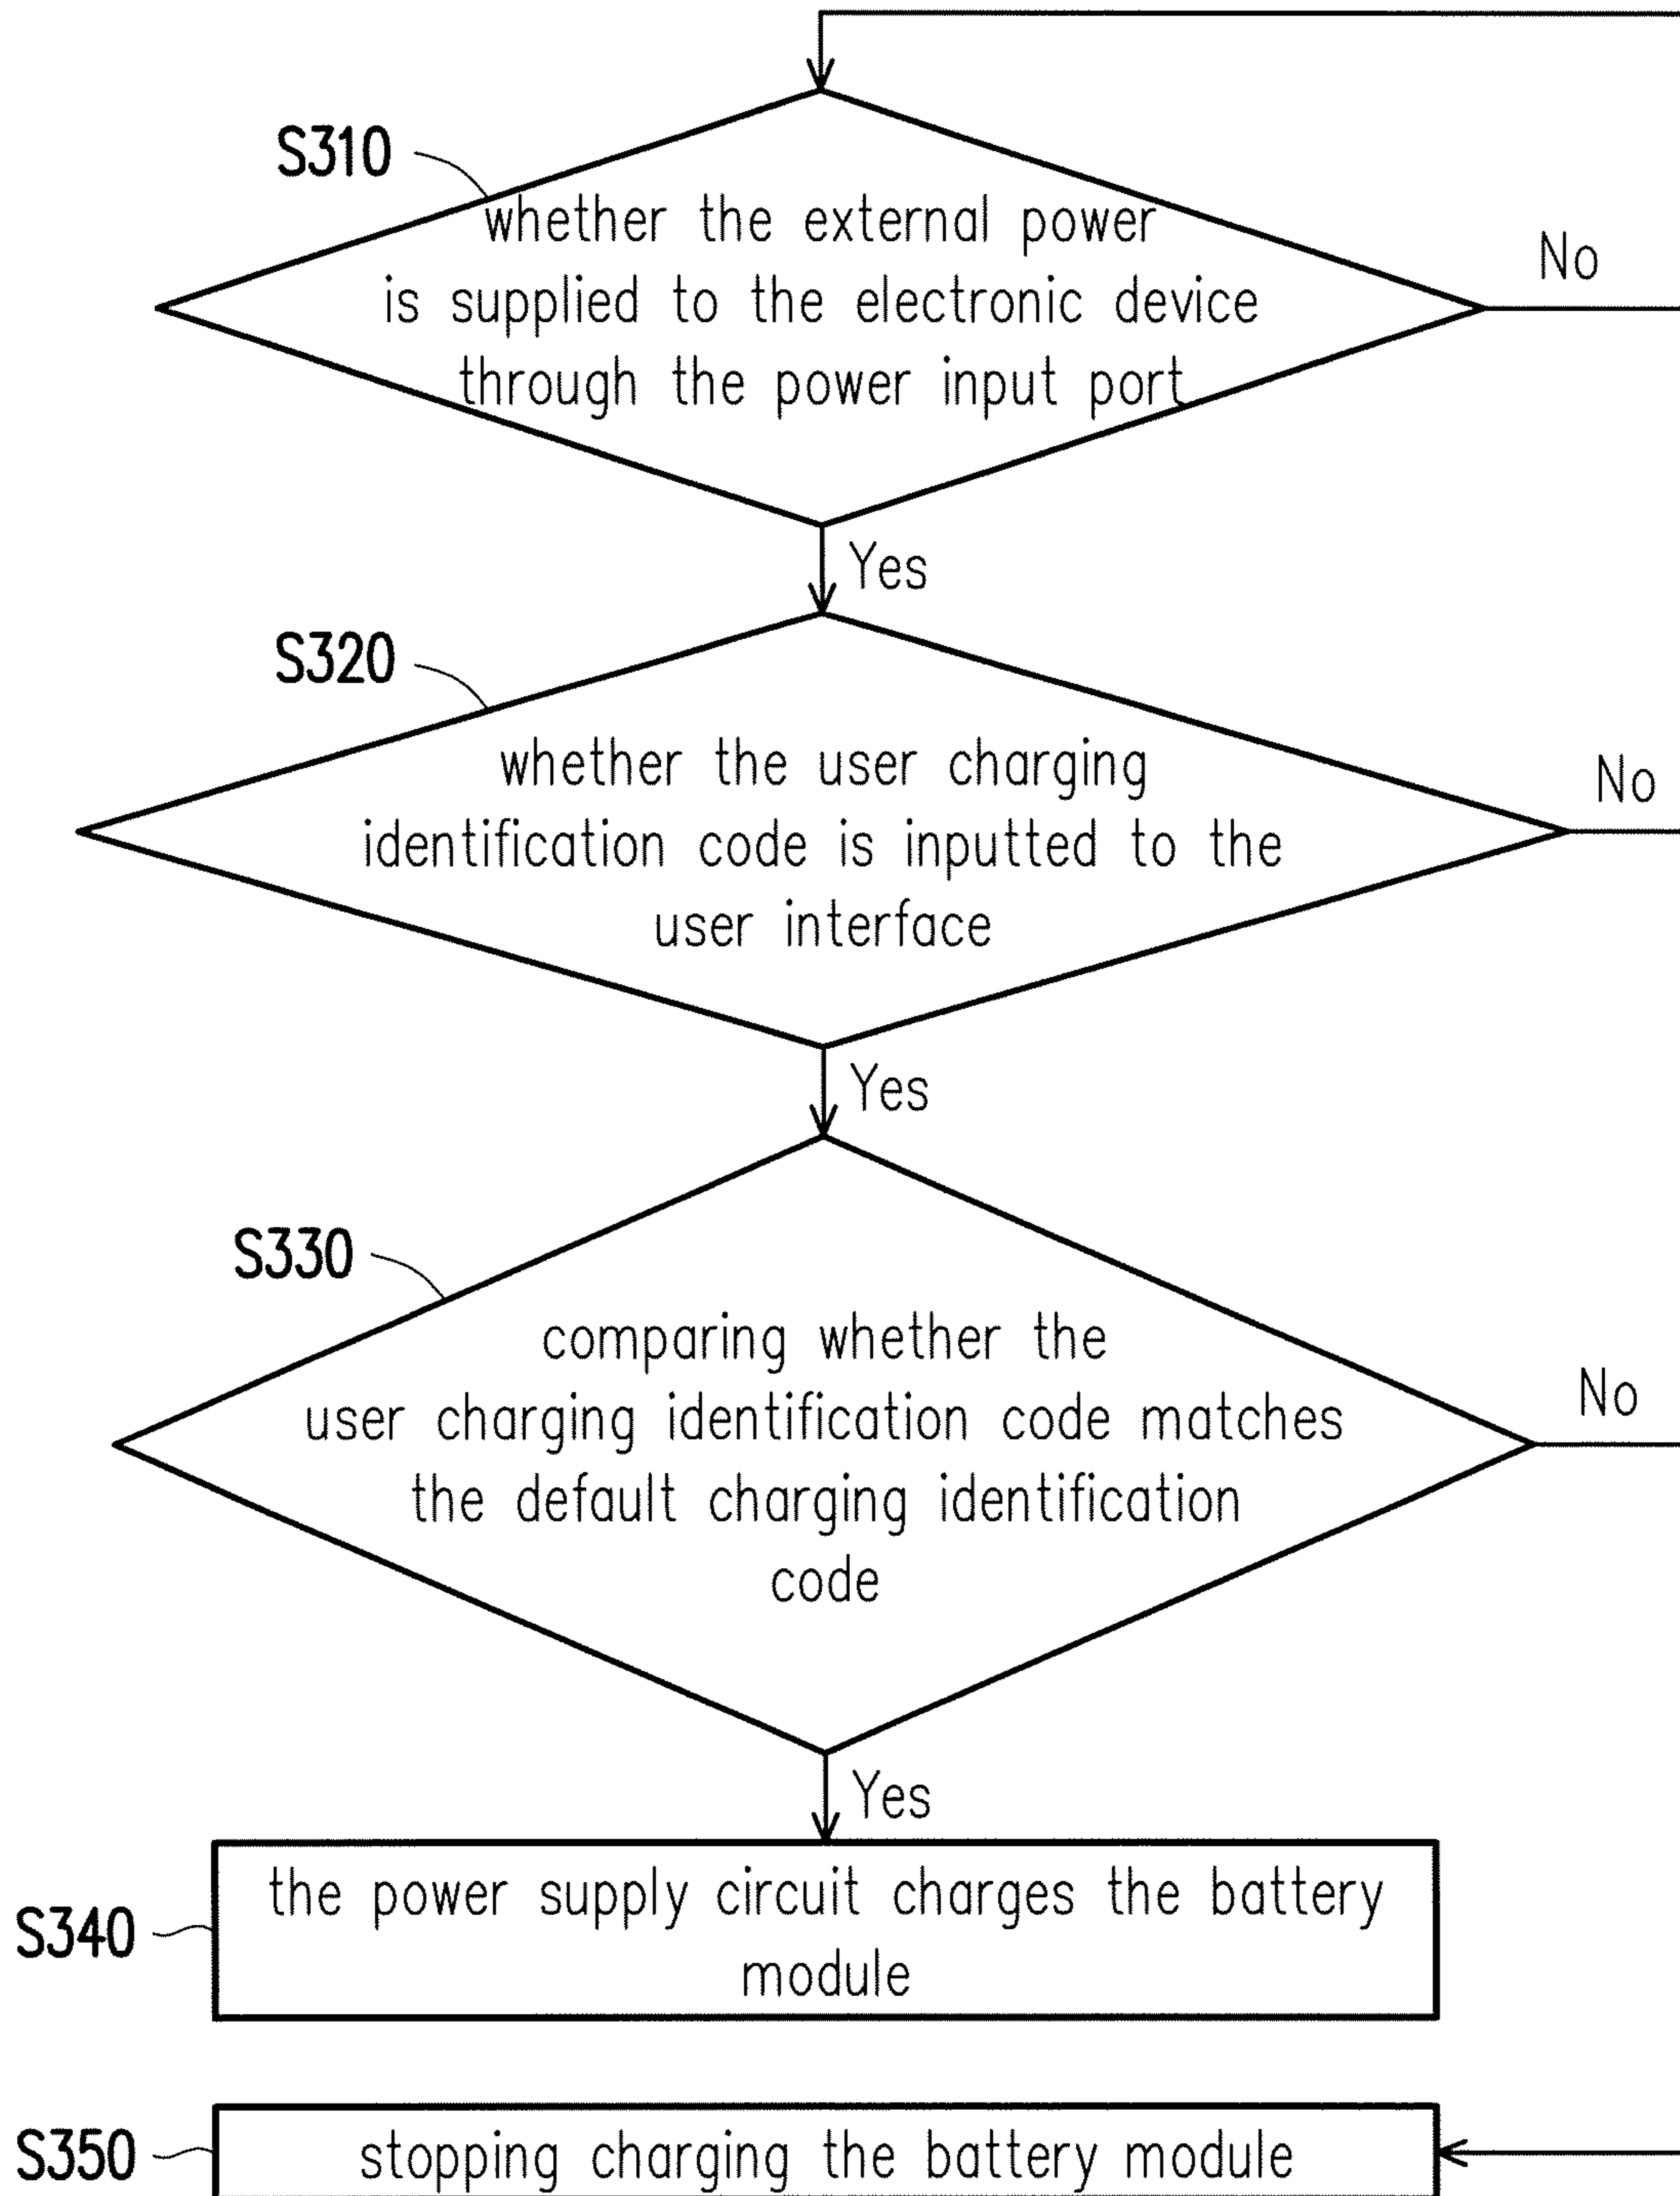 S310
whether the external power
is supplied to the electronic device
through the power input port
No
Yes
S320
whether the user charging
identification code is inputted to the
user interface
No
Yes
S330
comparing whether the
user charging identification code matches
the default charging identification
code
No
Yes
S340
the power supply circuit charges the battery
module
S350
stopping charging the battery module